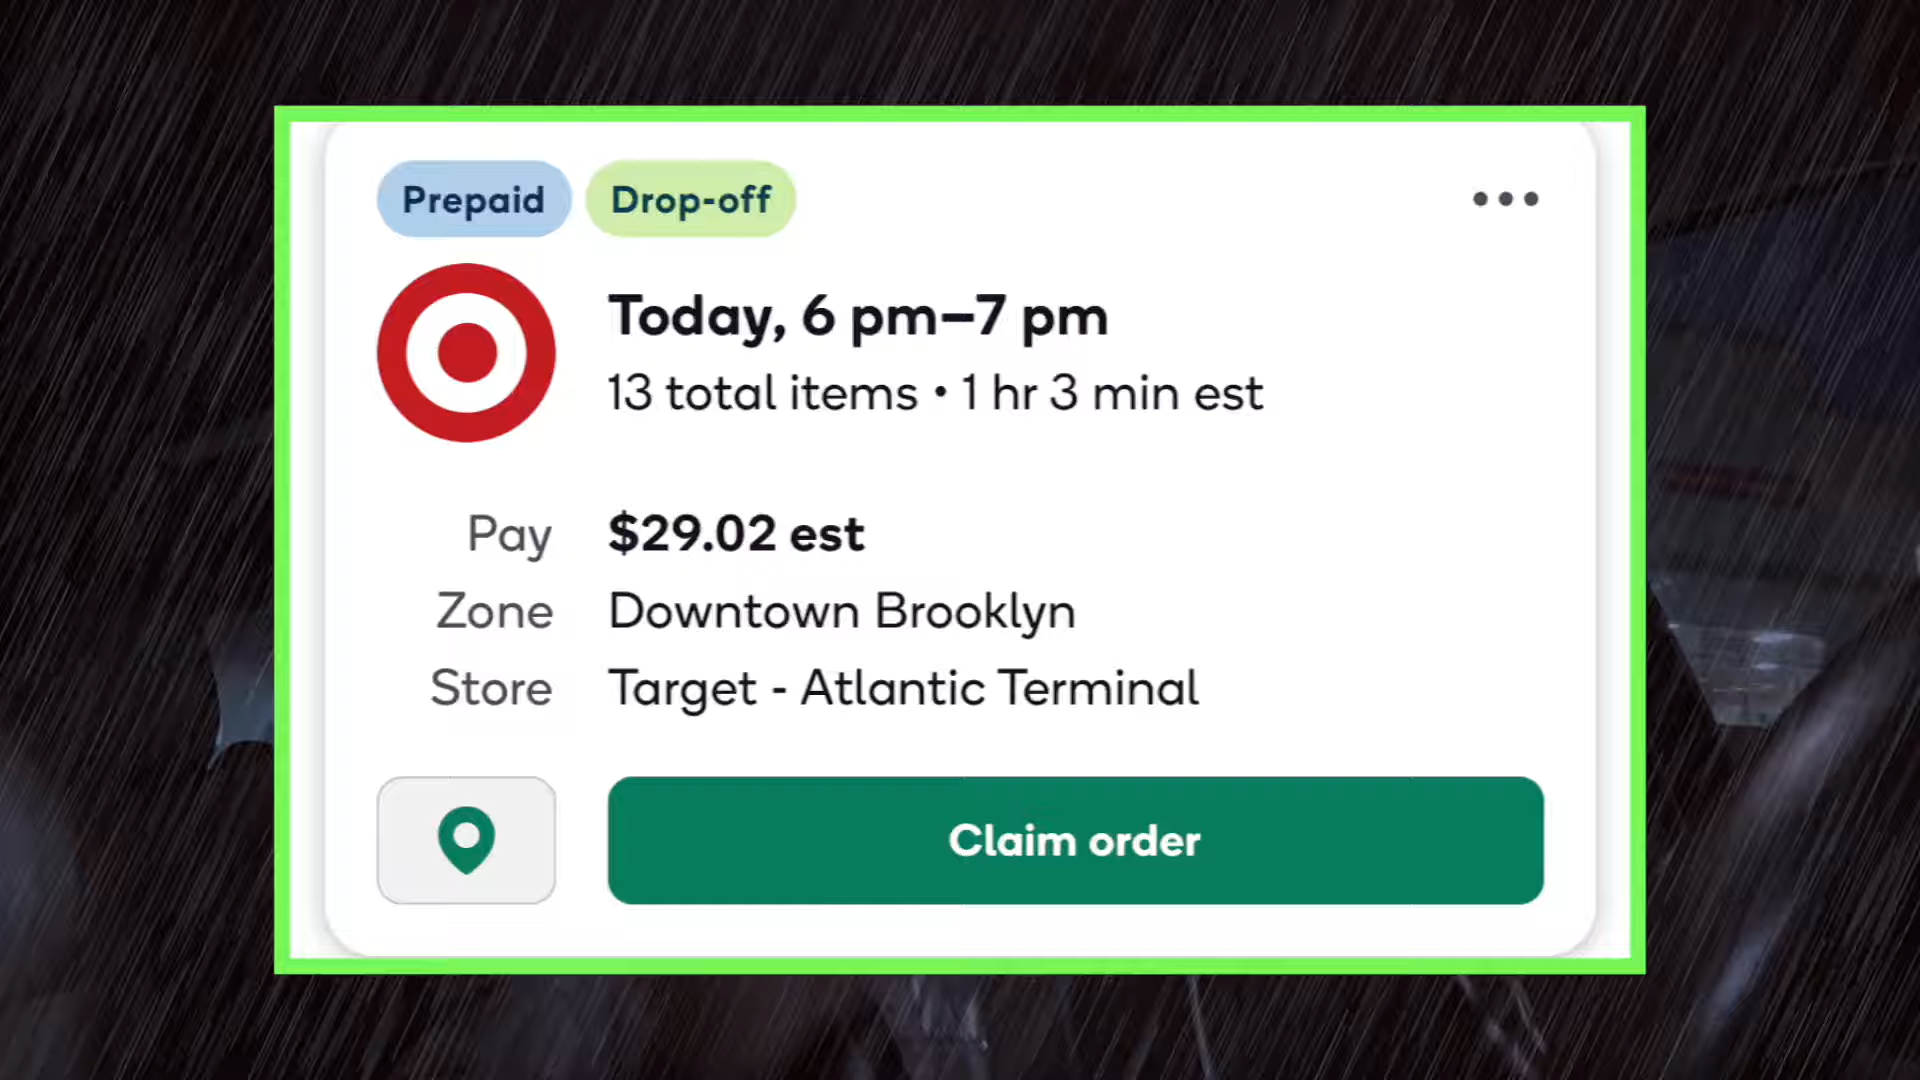 Prepaid Drop-off
Today, 6 pm–7 pm
13 total items • 1 hr 3 min est
Pay $29.02 est
Zone Downtown Brooklyn
Store Target - Atlantic Terminal
Claim order